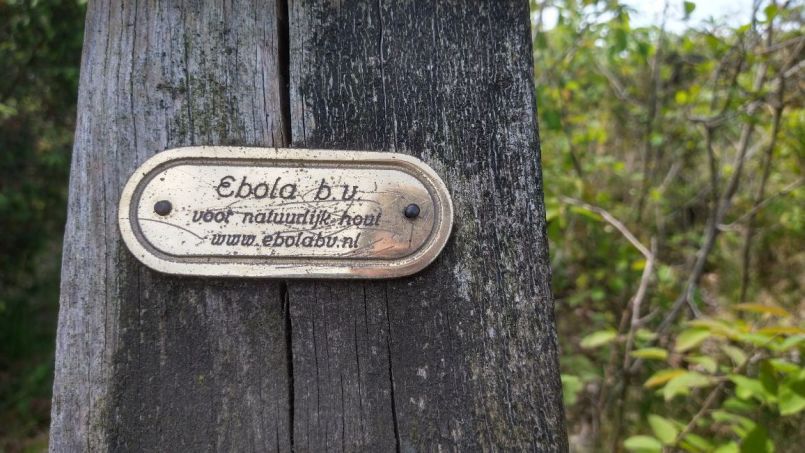 Ebola b.v.
voor natuurlijk hout
www.ebolabv.nl